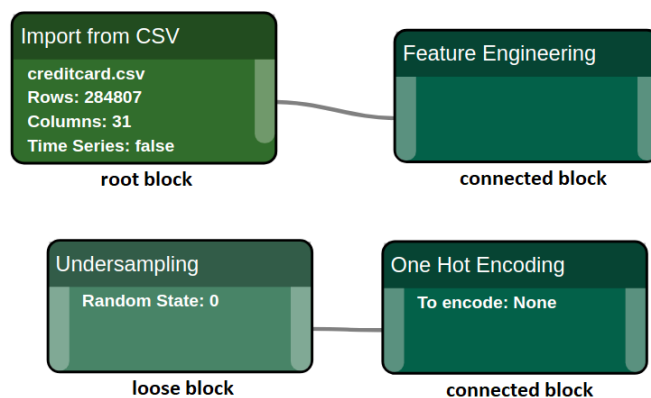 Import from CSV
creditcard.csv
Rows: 284807
Columns: 31
Time Series: false
root block
Feature Engineering
connected block
Undersampling
Random State: 0
loose block
One Hot Encoding
To encode: None
connected block